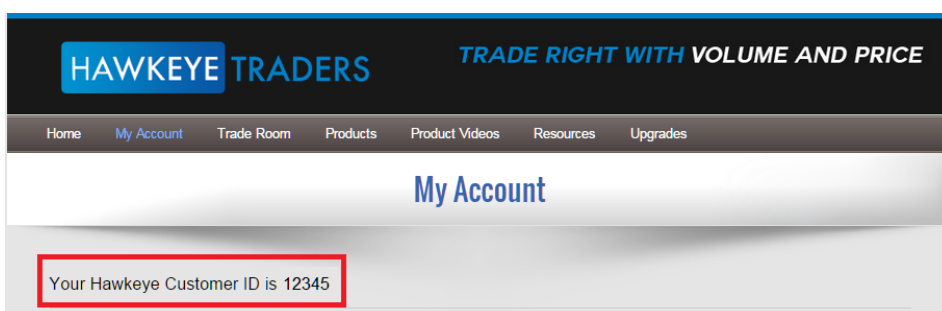 HAWKEYE TRADERS
TRADE RIGHT WITH VOLUME AND PRICE
Home My Account Trade Room Products Product Videos Resources Upgrades
My Account
Your Hawkeye Customer ID is 12345